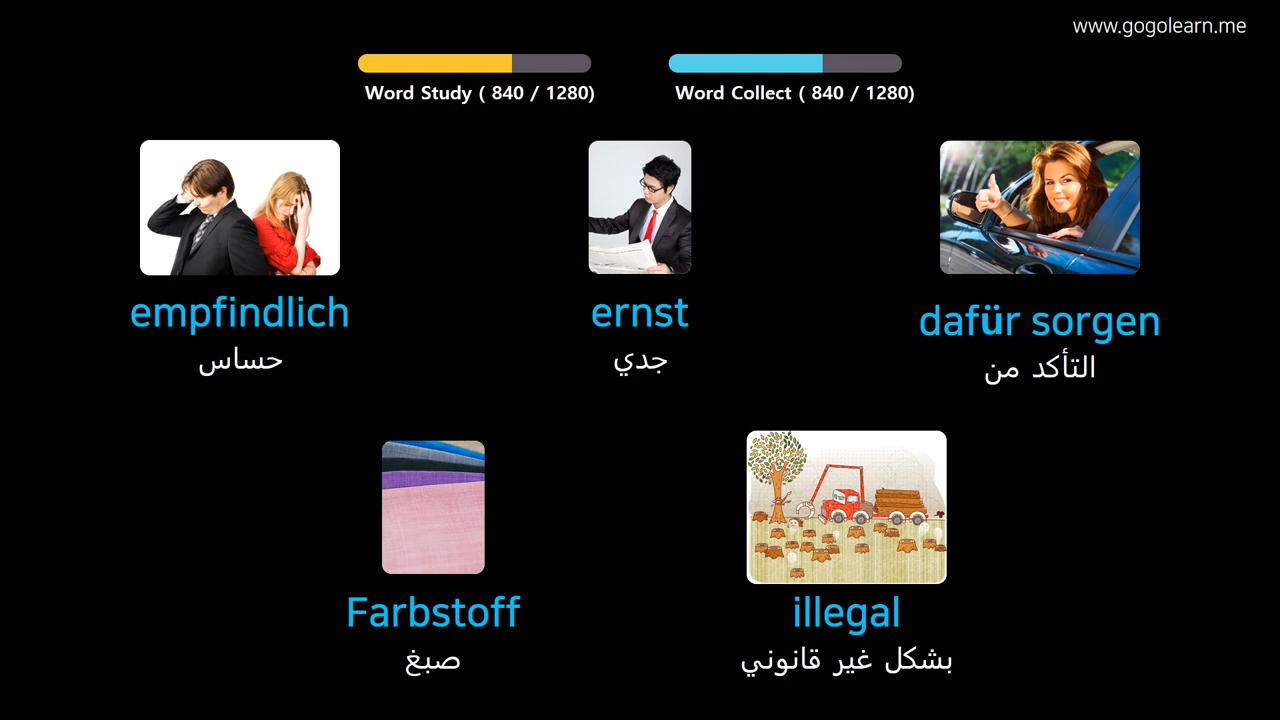 www.gogolearn.me
Word Study ( 840 / 1280)
Word Collect ( 840 / 1280)
empfindlich
حساس
ernst
جدي
dafür sorgen
التأكد من
Farbstoff
صبغ
illegal
بشكل غير قانوني